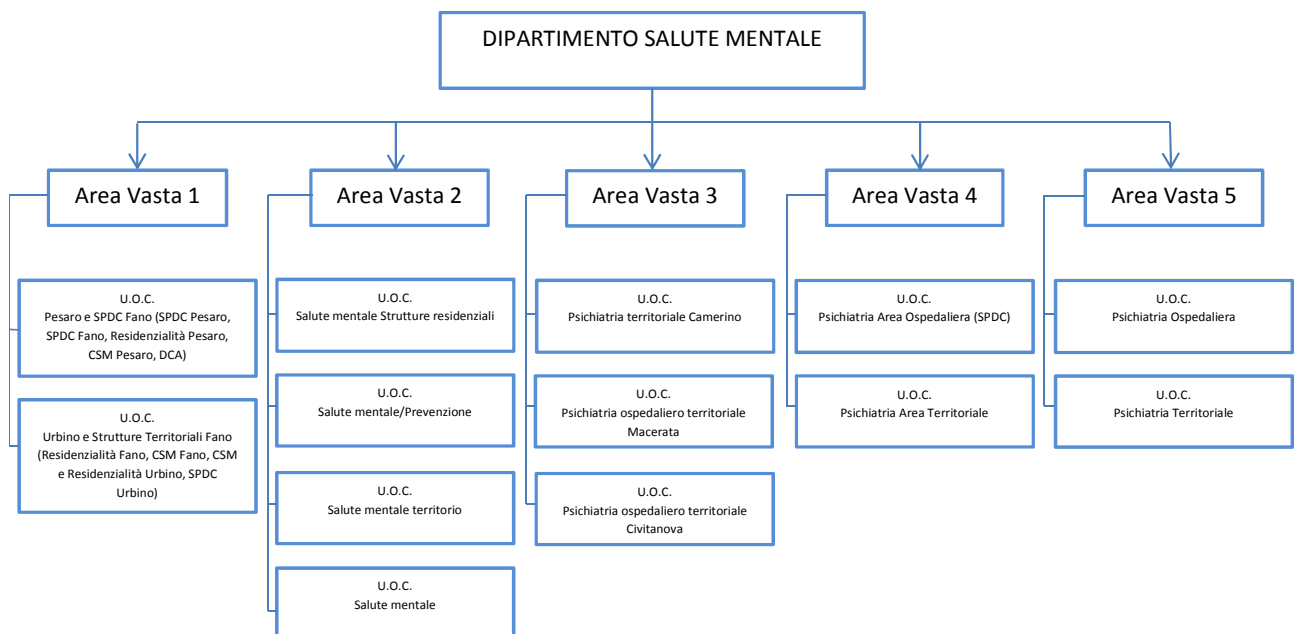 DIPARTIMENTO SALUTE MENTALE
Area Vasta 1
Area Vasta 2
Area Vasta 3
Area Vasta 4
Area Vasta 5
U.O.C.
Pesaro e SPDC Fano (SPDC Pesaro,
SPDC Fano, Residenzialità Pesaro,
CSM Pesaro, DCA)
U.O.C.
Urbino e Strutture Territoriali Fano
(Residenzialità Fano, CSM Fano, CSM
e Residenzialità Urbino, SPDC
Urbino)
U.O.C.
Salute mentale Strutture residenziali
U.O.C.
Salute mentale/Prevenzione
U.O.C.
Salute mentale territorio
U.O.C.
Salute mentale
U.O.C.
Psichiatria territoriale Camerino
U.O.C.
Psichiatria ospedaliero territoriale
Macerata
U.O.C.
Psichiatria ospedaliero territoriale
Civitanova
U.O.C.
Psichiatria Area Ospedaliera (SPDC)
U.O.C.
Psichiatria Area Territoriale
U.O.C.
Psichiatria Ospedaliera
U.O.C.
Psichiatria Territoriale